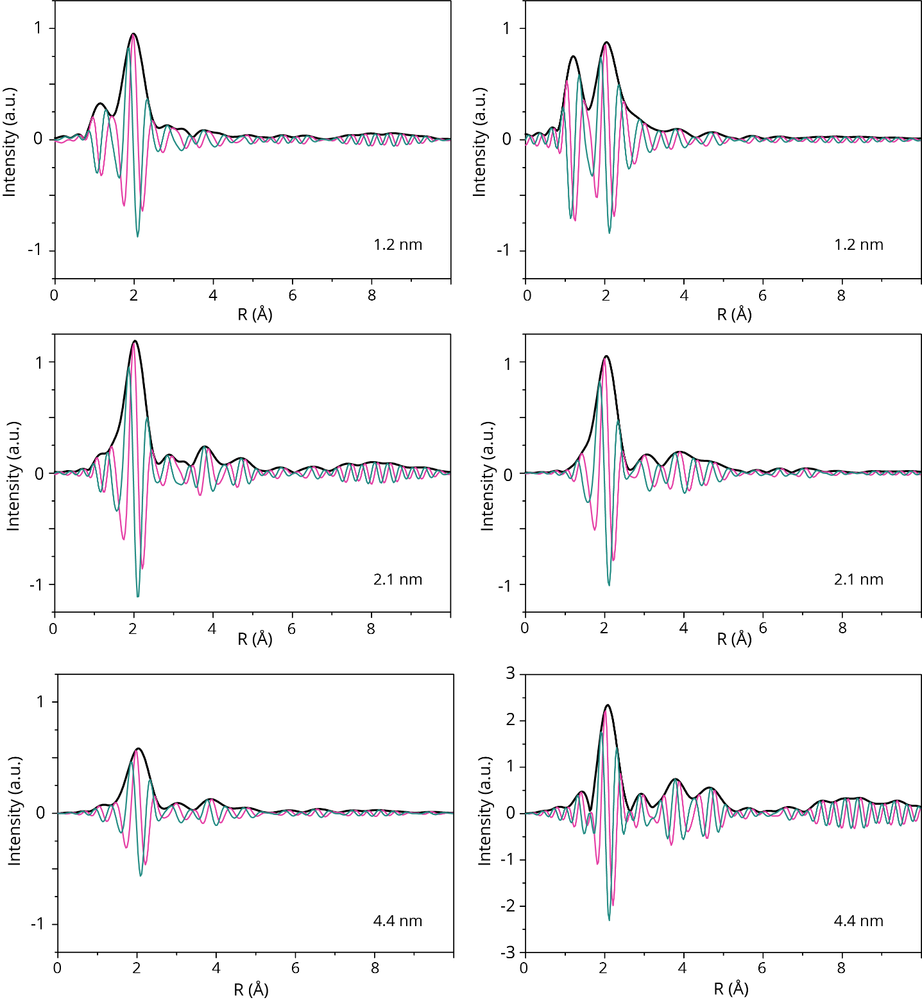 Intensity (a.u.)
1
0
-1
1.2 nm
0 2 4 6 8
R (Å)
Intensity (a.u.)
1
0
-1
1.2 nm
0 2 4 6 8
R (Å)
Intensity (a.u.)
1
0
-1
2.1 nm
0 2 4 6 8
R (Å)
Intensity (a.u.)
1
0
-1
2.1 nm
0 2 4 6 8
R (Å)
Intensity (a.u.)
1
0
-1
4.4 nm
0 2 4 6 8
R (Å)
Intensity (a.u.)
3
2
1
0
-1
-2
-3
4.4 nm
0 2 4 6 8
R (Å)